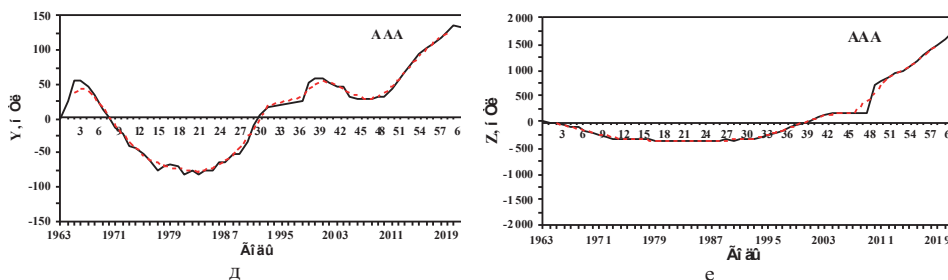 150
100
50
0
-50
-100
-150
Y, í Òë
AAA
3 6 9 12 15 18 21 24 27 30 33 36 39 42 45 48 51 54 57 6
1963 1971 1979 1987 1995 2003 2011 2019
Ãî äû
д
2 000
1 500
1 000
500
0
-500
-1 000
-1 500
-2 000
Z, í Òë
AAA
3 6 9 12 15 18 21 24 27 30 33 36 39 42 45 48 51 54 57 6
1963 1971 1979 1987 1995 2003 2011 2019
Ãî äû
е